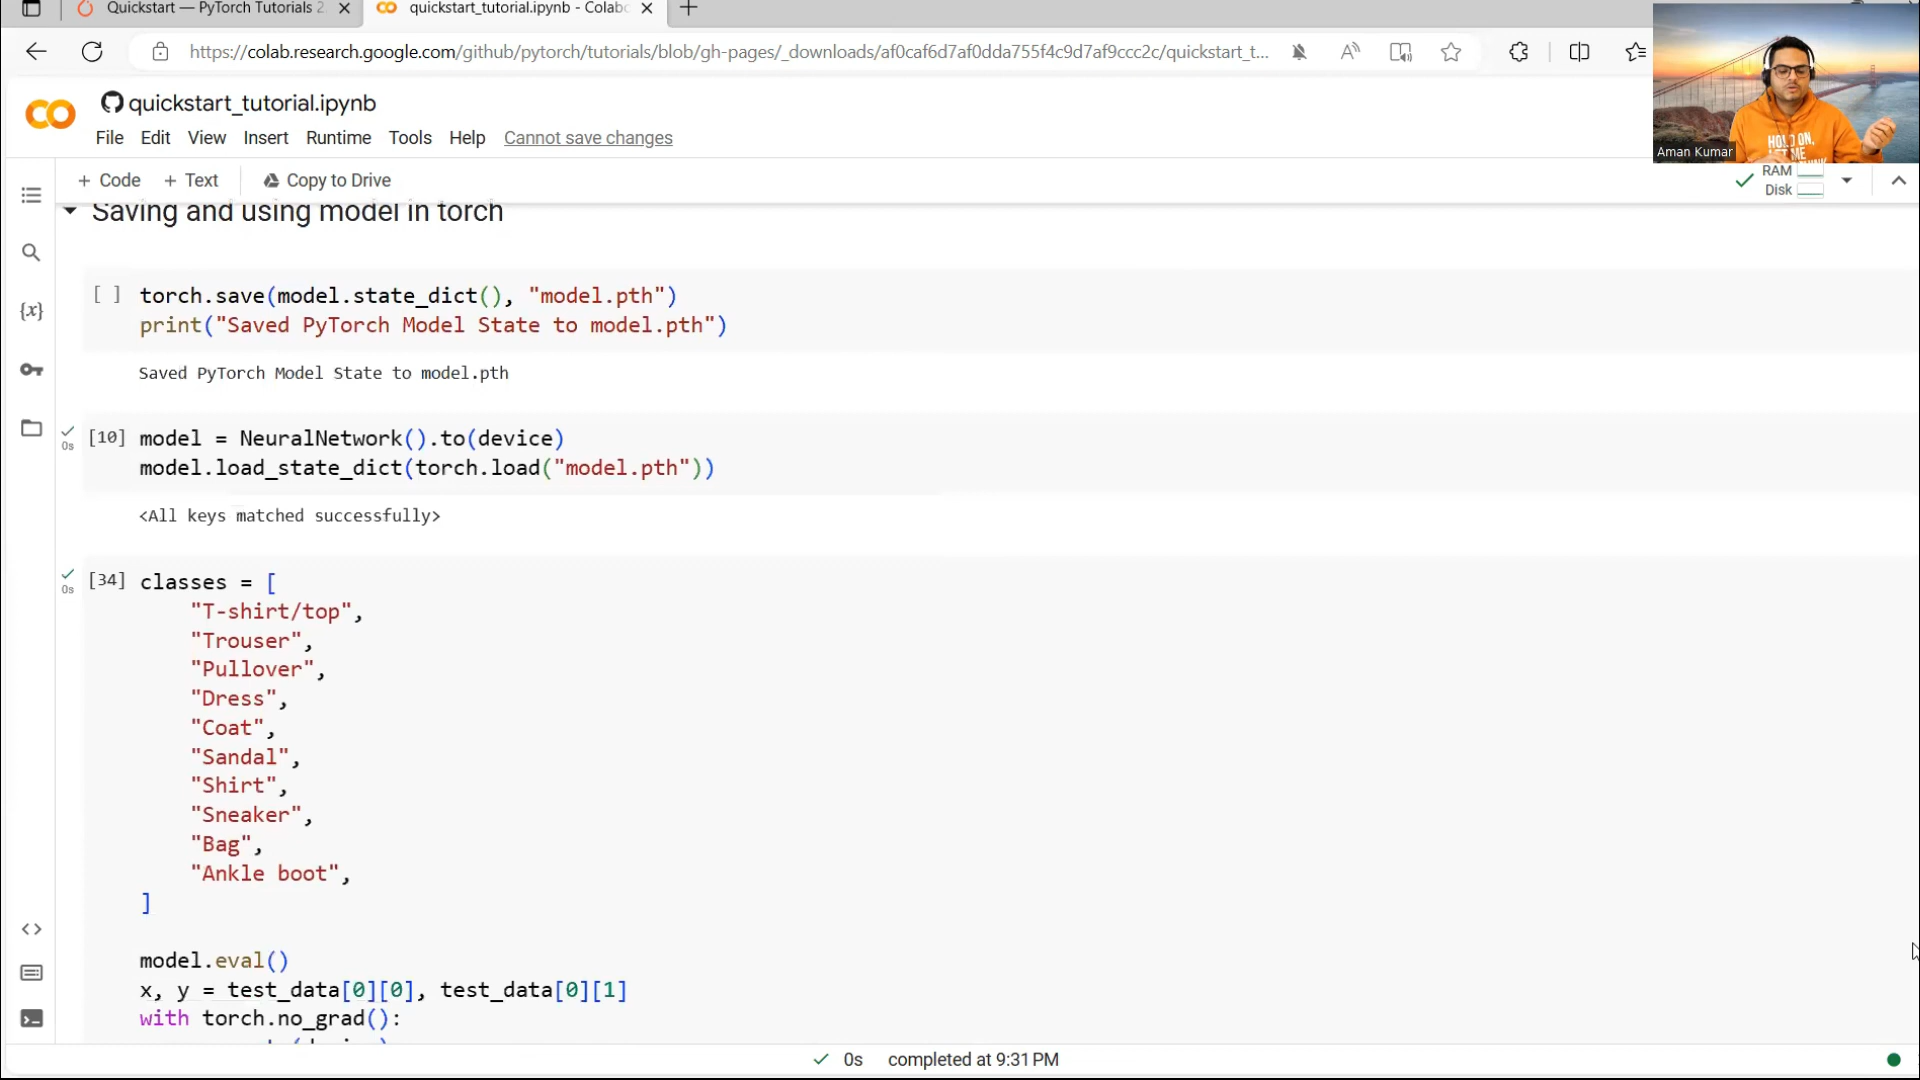 Quickstart — PyTorch Tutorials 2
quickstart_tutorial.ipynb - Colab
https://colab.research.google.com/github/pytorch/tutorials/blob/gh-pages/_downloads/af0caf6d7af0dda755f4c9d7af9ccc2c/quickstart_t...
quickstart_tutorial.ipynb
File Edit View Insert Runtime Tools Help Cannot save changes
HOLD ON,
LET ME
Aman Kumar
+ Code + Text Copy to Drive
RAM
Disk
Saving and using model in torch
{x}
[ ] torch.save(model.state_dict(), "model.pth")
print("Saved PyTorch Model State to model.pth")
Saved PyTorch Model State to model.pth
0s [10] model = NeuralNetwork().to(device)
model.load_state_dict(torch.load("model.pth"))
<All keys matched successfully>
0s [34] classes = [
"T-shirt/top",
"Trouser",
"Pullover",
"Dress",
"Coat",
"Sandal",
"Shirt",
"Sneaker",
"Bag",
"Ankle boot",
]
model.eval()
x, y = test_data[0][0], test_data[0][1]
with torch.no_grad():
0s completed at 9:31 PM